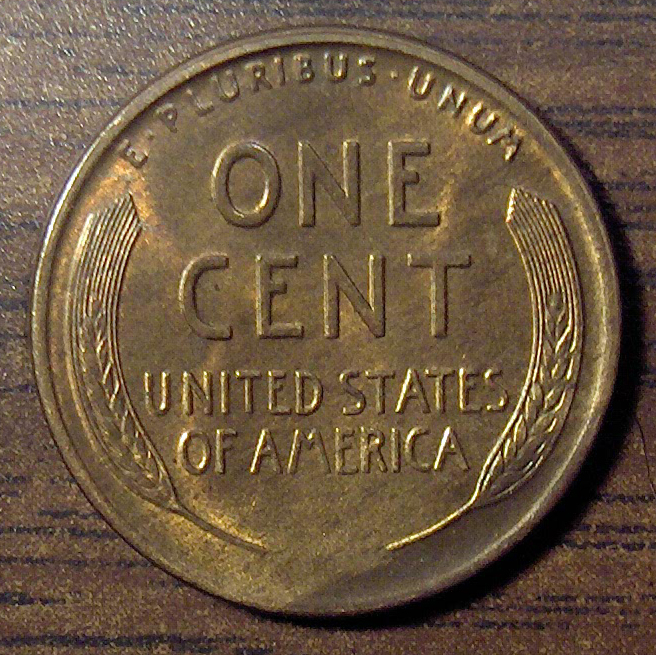 E·PLURIBUS·UNUM
ONE
CENT
UNITED STATES
OF AMERICA